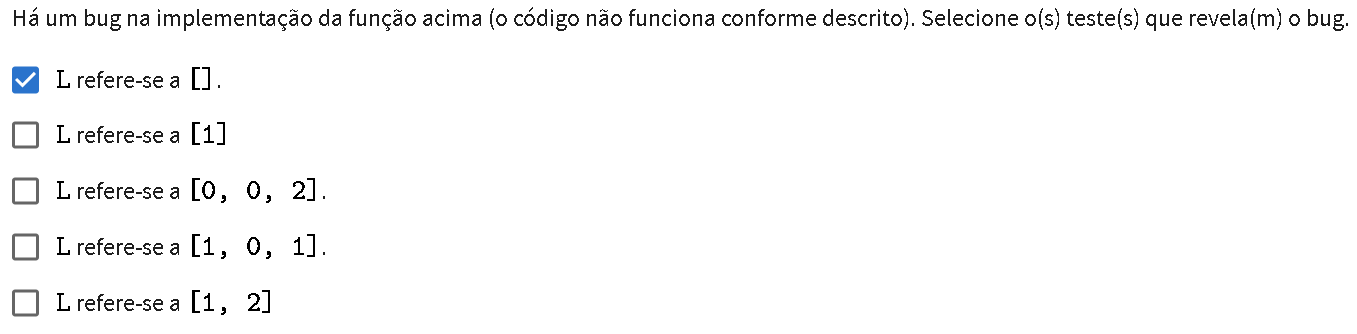 Há um bug na implementação da função acima (o código não funciona conforme descrito). Selecione o(s) teste(s) que revela(m) o bug.
L refere-se a [].
L refere-se a [1]
L refere-se a [0, 0, 2].
L refere-se a [1, 0, 1].
L refere-se a [1, 2]